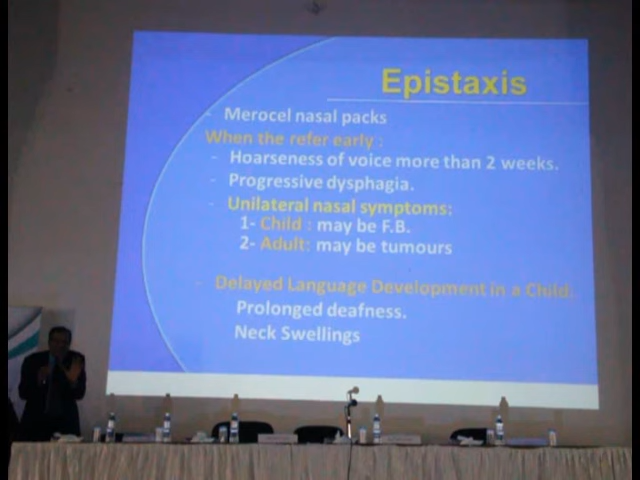 Epistaxis
- Merocel nasal packs
When the refer early :
- Hoarseness of voice more than 2 weeks.
- Progressive dysphagia.
- Unilateral nasal symptoms:
1- Child : may be F.B.
2- Adult: may be tumours
- Delayed Language Development in a Child.
Prolonged deafness.
Neck Swellings